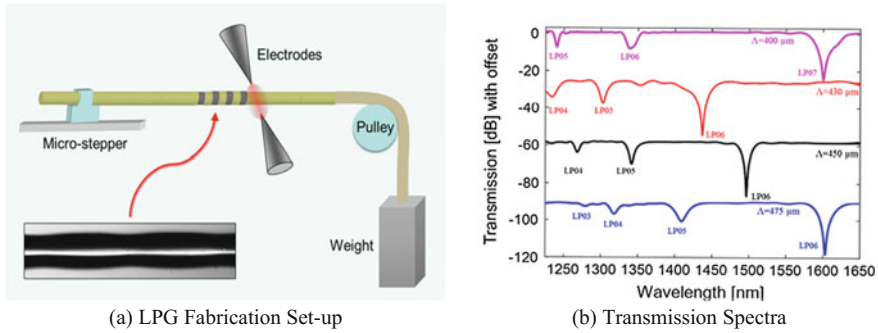 Electrodes
Micro-stepper
Pulley
Weight
(a) LPG Fabrication Set-up
Transmission [dB] with offset
0
-20
-40
-60
-80
-100
-120
LP05
LP06
LP07
Λ=400 µm
LP04
LP05
LP06
Λ=430 µm
LP04
LP05
LP06
Λ=450 µm
LP03
LP04
LP05
LP06
Λ=475 µm
1250 1300 1350 1400 1450 1500 1550 1600 1650
Wavelength [nm]
(b) Transmission Spectra